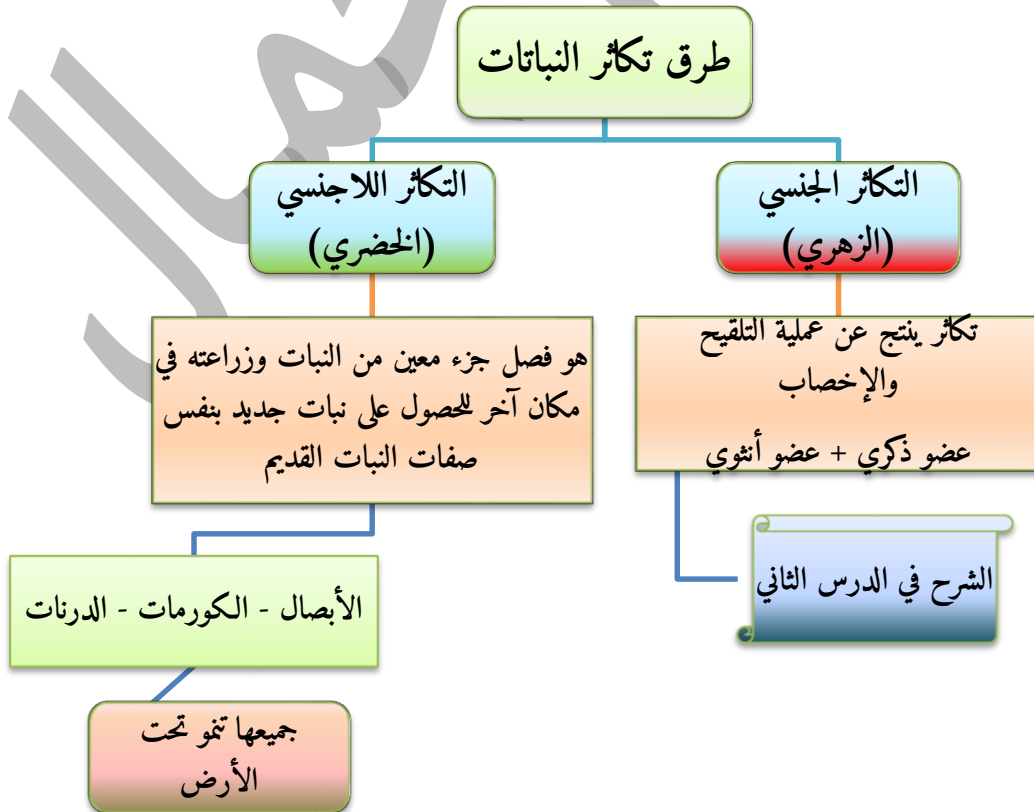 طرق تكاثر النباتات
التكاثر الجنسي
(الزهري)
تكاثر ينتج عن عملية التلقيح
والإخصاب
عضو ذكري + عضو أنثوي
الشرح في الدرس الثاني
التكاثر اللاجنسي
(الخضري)
هو فصل جزء معين من النبات وزراعته في
مكان آخر للحصول على نبات جديد بنفس
صفات النبات القديم
الأبصال - الكورمات - الدرنات
جميعها تنمو تحت
الأرض